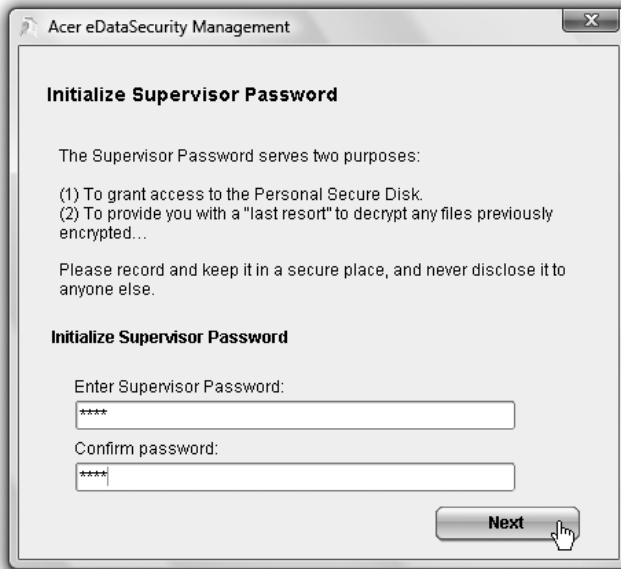 Acer eDataSecurity Management
Initialize Supervisor Password
The Supervisor Password serves two purposes:
(1) To grant access to the Personal Secure Disk.
(2) To provide you with a "last resort" to decrypt any files previously
encrypted...
Please record and keep it in a secure place, and never disclose it to
anyone else.
Initialize Supervisor Password
Enter Supervisor Password:
****
Confirm password:
****
Next